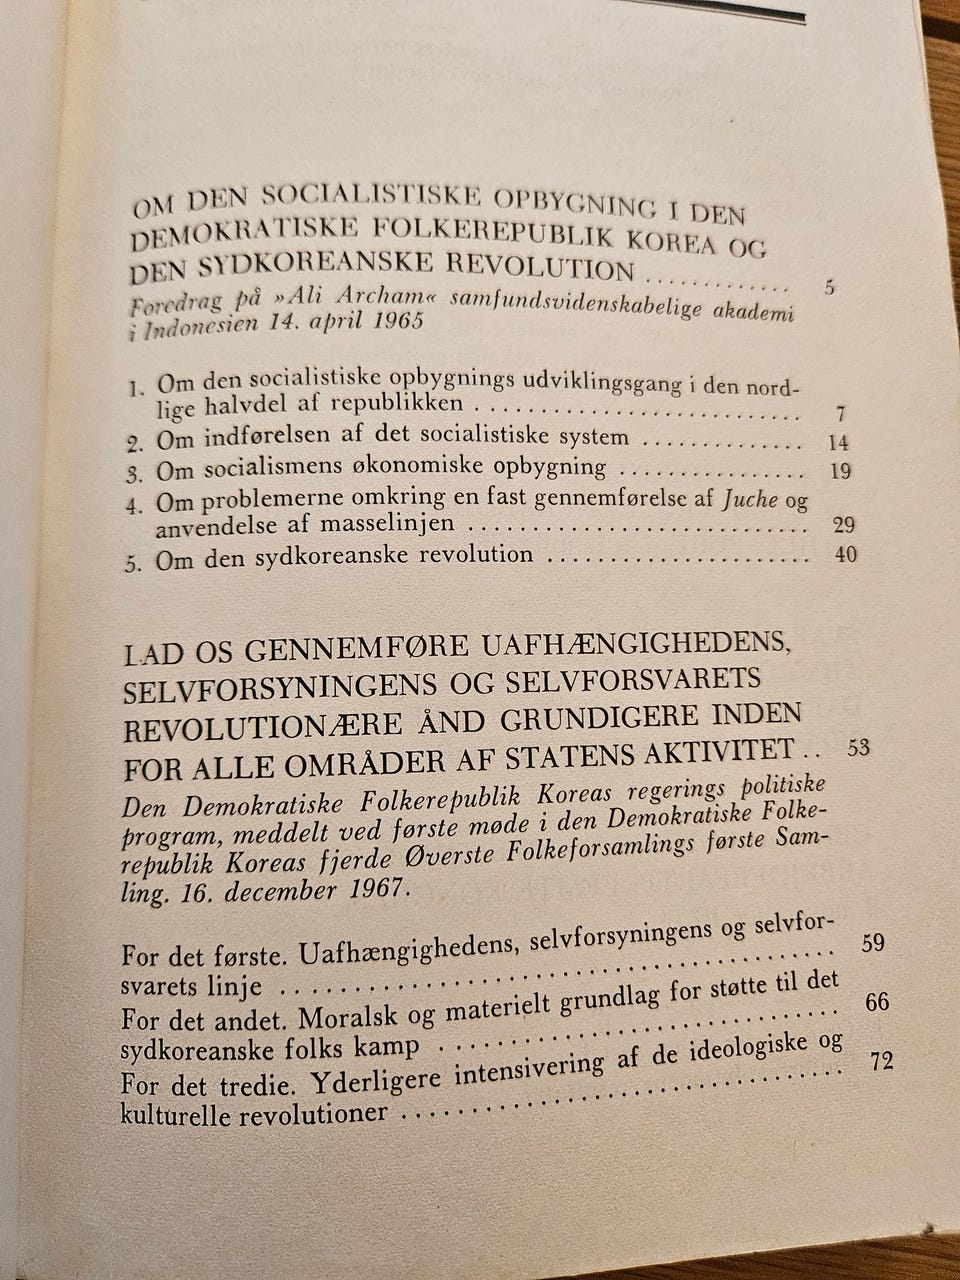 OM DEN SOCIALISTISKE OPBYGNING I DEN
DEMOKRATISKE FOLKEREPUBLIK KOREA OG
DEN SYDKOREANSKE REVOLUTION ............. 5
Foredrag på »Ali Archam« samfundsvidenskabelige akademi
i Indonesien 14. april 1965
1. Om den socialistiske opbygnings udviklingsgang i den nord-
lige halvdel af republikken ............................ 7
2. Om indførelsen af det socialistiske system .............. 14
3. Om socialismens økonomiske opbygning ................ 19
4. Om problemerne omkring en fast gennemførelse af Juche og
anvendelse af masselinjen ............................. 29
5. Om den sydkoreanske revolution ...................... 40
LAD OS GENNEMFØRE UAFHÆNGIGHEDENS,
SELVFORSYNINGENS OG SELVFORSVARETS
REVOLUTIONÆRE ÅND GRUNDIGERE INDEN
FOR ALLE OMRÅDER AF STATENS AKTIVITET .. 53
Den Demokratiske Folkerepublik Koreas regerings politiske
program, meddelt ved første møde i den Demokratiske Folke-
republik Koreas fjerde Øverste Folkeforsamlings første Sam-
ling. 16. december 1967.
For det første. Uafhængighedens, selvforsyningens og selvfor-
svarets linje ........................................ 59
For det andet. Moralsk og materielt grundlag for støtte til det
sydkoreanske folks kamp ............................. 66
For det tredie. Yderligere intensivering af de ideologiske og
kulturelle revolutioner ................................ 72